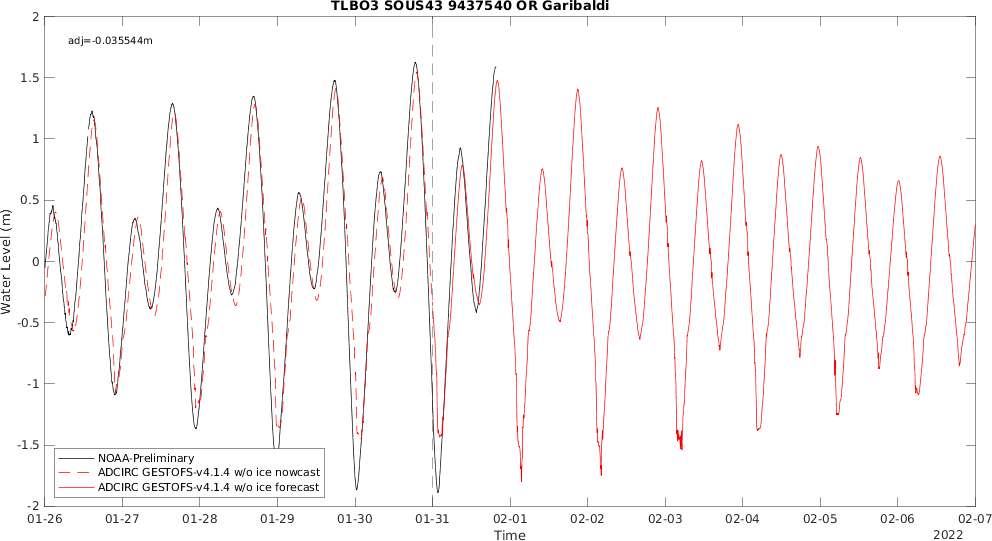 TLBO3 SOUS43 9437540 OR Garibaldi
adj=-0.035544m
2
1.5
1
0.5
0
-0.5
-1
-1.5
-2
Water Level (m)
NOAA-Preliminary
ADCIRC GESTOFS-v4.1.4 w/o ice nowcast
ADCIRC GESTOFS-v4.1.4 w/o ice forecast
01-26 01-27 01-28 01-29 01-30 01-31 02-01 02-02 02-03 02-04 02-05 02-06 02-07
Time
2022